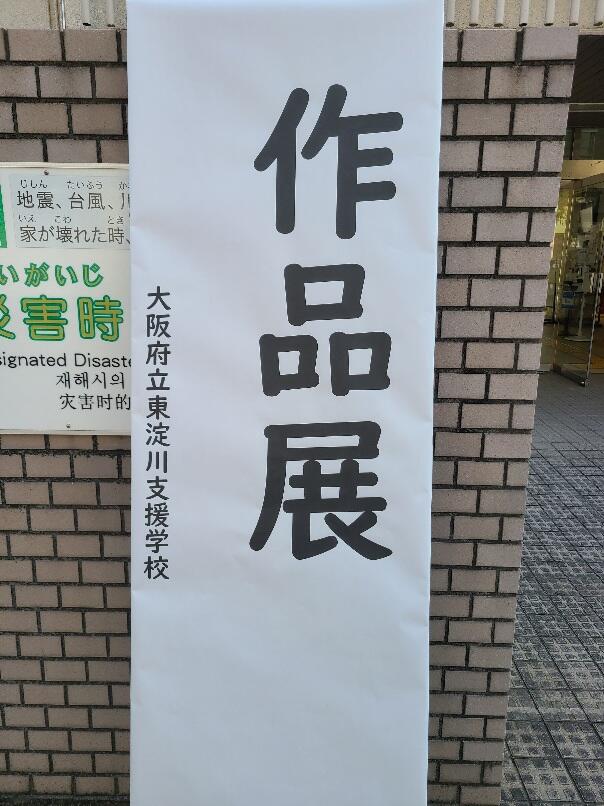 作品展
大阪府立東淀川支援学校
じしん たいふう
地震、台風、
いえ こわ とき
家が壊れた時、
いがいじ
災害時
signated Disaste
재해시의
灾害时的